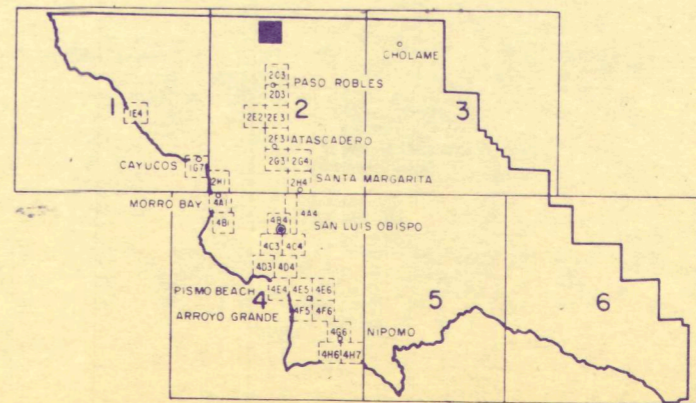 CHOLAME
2C3
PASO ROBLES
2D3
1
1E4
2E2 2E3
2
3
2F3
ATASCADERO
CAYUCOS
1G7
2G3 2G4
2H1
2H4
SANTA MARGARITA
MORRO BAY
4A1
4A4
4B1
4B4
SAN LUIS OBISPO
4C3 4C4
4D3 4D4
PISMO BEACH
4
4E4 4E5 4E6
5
6
ARROYO GRANDE
4F5 4F6
4G6
NIPOMO
4H6 4H7